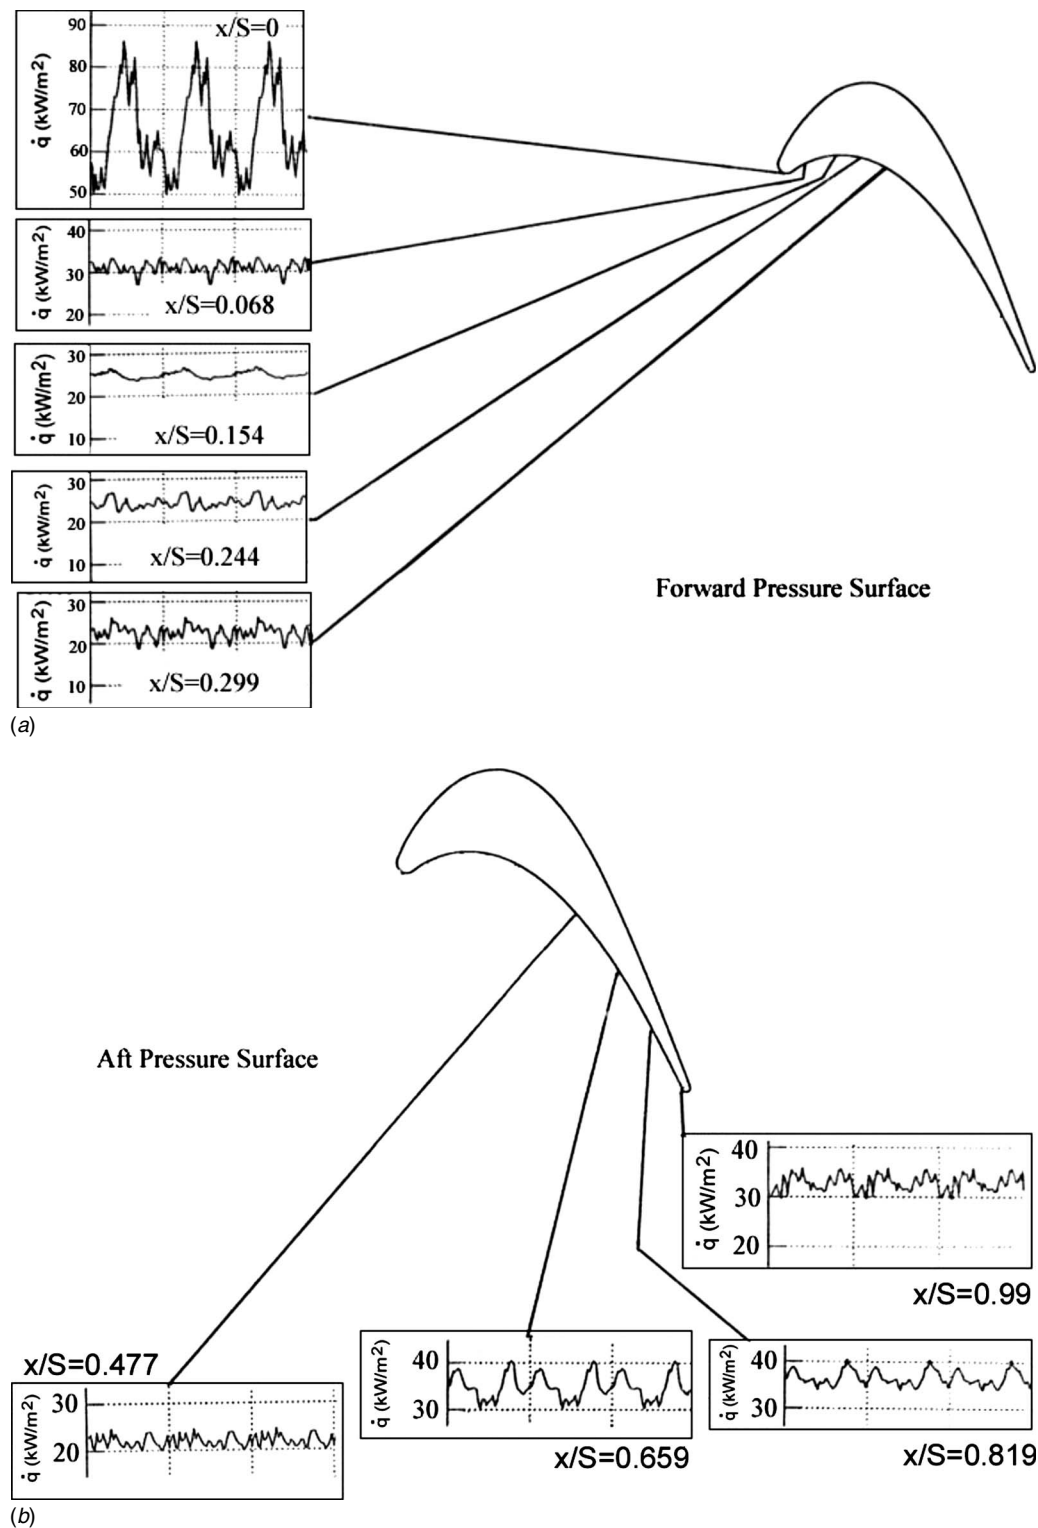 90
80
70
60
50
q̇ (kW/m2)
x/S=0
40
30
20
q̇ (kW/m2)
x/S=0.068
30
20
10
q̇ (kW/m2)
x/S=0.154
30
20
10
q̇ (kW/m2)
x/S=0.244
30
20
10
q̇ (kW/m2)
x/S=0.299
Forward Pressure Surface
(a)
Aft Pressure Surface
40
30
20
q̇ (kW/m2)
x/S=0.99
x/S=0.477
30
20
q̇ (kW/m2)
40
30
q̇ (kW/m2)
x/S=0.659
40
30
q̇ (kW/m2)
x/S=0.819
(b)